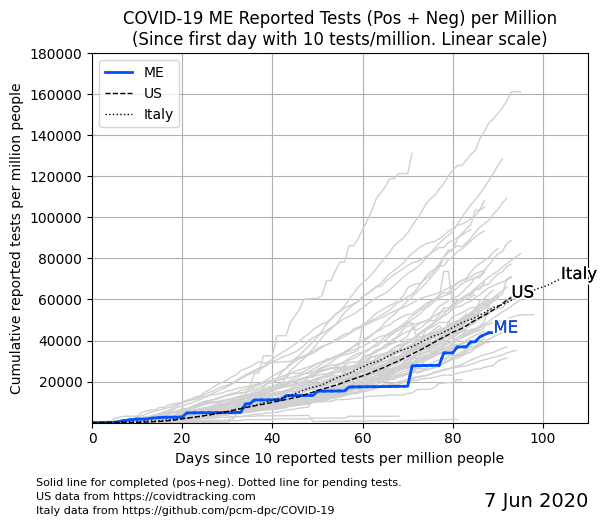 COVID-19 ME Reported Tests (Pos + Neg) per Million
(Since first day with 10 tests/million. Linear scale)
180000
160000
140000
120000
100000
80000
60000
40000
20000
Cumulative reported tests per million people
ME
US
Italy
Italy
US
ME
0 20 40 60 80 100
Days since 10 reported tests per million people
Solid line for completed (pos+neg). Dotted line for pending tests.
US data from https://covidtracking.com
Italy data from https://github.com/pcm-dpc/COVID-19
7 Jun 2020